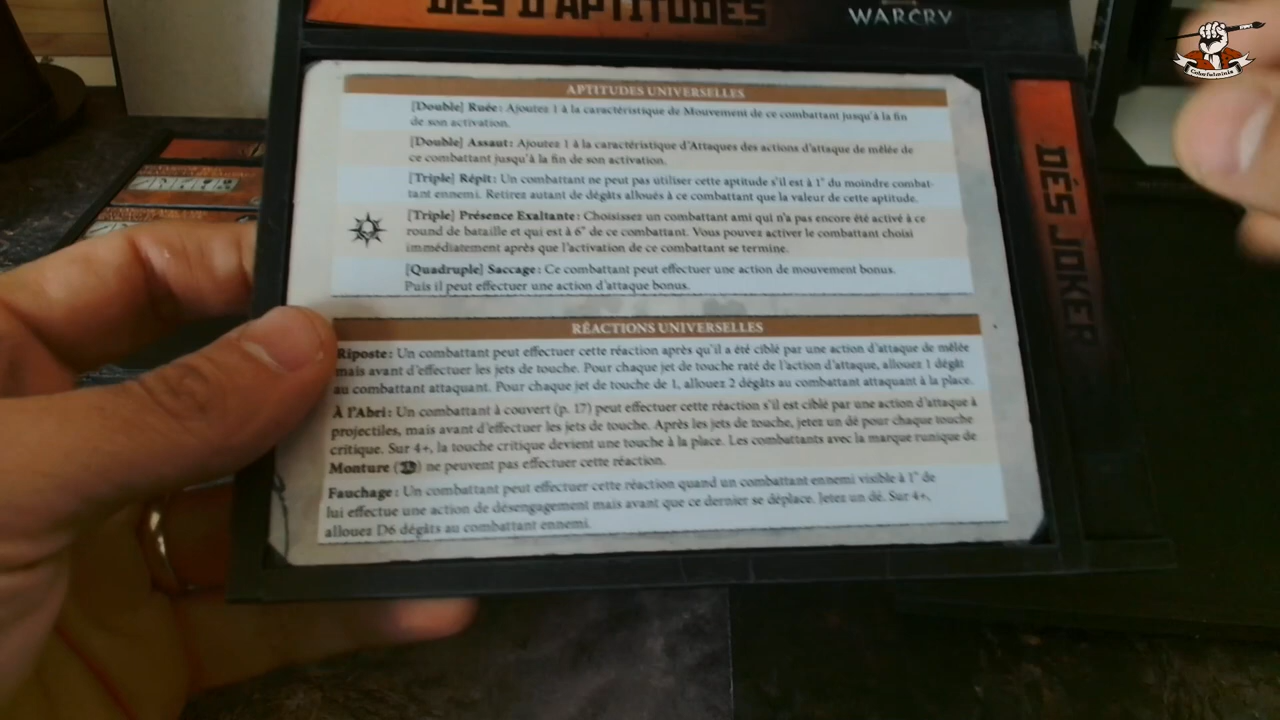 DÉS D'APTITUDES
WARCRY
Colorfulminis
APTITUDES UNIVERSELLES
[Double] Ruée : Ajoutez 1 à la caractéristique de Mouvement de ce combattant jusqu'à la fin
de son activation.
[Double] Assaut : Ajoutez 1 à la caractéristique d'Attaques des actions d'attaque de mêlée de
ce combattant jusqu'à la fin de son activation.
[Triple] Répit : Un combattant ne peut pas utiliser cette aptitude s'il est à 1" du moindre combat-
tant ennemi. Retirez autant de dégâts alloués à ce combattant que la valeur de cette aptitude.
[Triple] Présence Exaltante : Choisissez un combattant ami qui n'a pas encore été activé à ce
round de bataille et qui est à 6" de ce combattant. Vous pouvez activer le combattant choisi
immédiatement après que l'activation de ce combattant se termine.
[Quadruple] Saccage : Ce combattant peut effectuer une action de mouvement bonus.
Puis il peut effectuer une action d'attaque bonus.
RÉACTIONS UNIVERSELLES
Riposte : Un combattant peut effectuer cette réaction après qu'il a été ciblé par une action d'attaque de mêlée
mais avant d'effectuer les jets de touche. Pour chaque jet de touche raté de l'action d'attaque, allouez 1 dégât
au combattant attaquant. Pour chaque jet de touche de 1, allouez 2 dégâts au combattant attaquant à la place.
À l'Abri : Un combattant à couvert (p. 17) peut effectuer cette réaction s'il est ciblé par une action d'attaque à
projectiles, mais avant d'effectuer les jets de touche. Après les jets de touche, jetez un dé pour chaque touche
critique. Sur 4+, la touche critique devient une touche à la place. Les combattants avec la marque runique de
Monture () ne peuvent pas effectuer cette réaction.
Fauchage : Un combattant peut effectuer cette réaction quand un combattant ennemi visible à 1" de
lui effectue une action de désengagement mais avant que ce dernier se déplace. Jetez un dé. Sur 4+,
allouez D6 dégâts au combattant ennemi.
DÉS JOKER